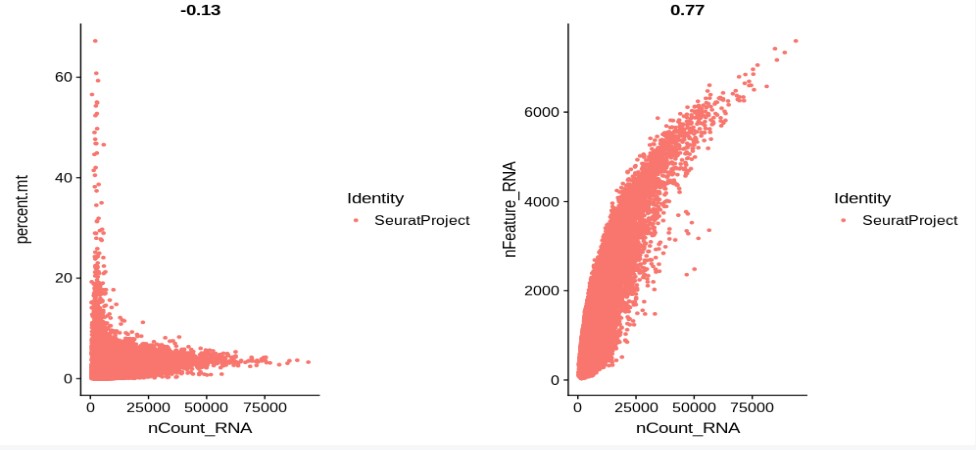 -0.13
percent.mt
60
40
20
0
0 25000 50000 75000
nCount_RNA
Identity
SeuratProject
0.77
nFeature_RNA
6000
4000
2000
0
0 25000 50000 75000
nCount_RNA
Identity
SeuratProject